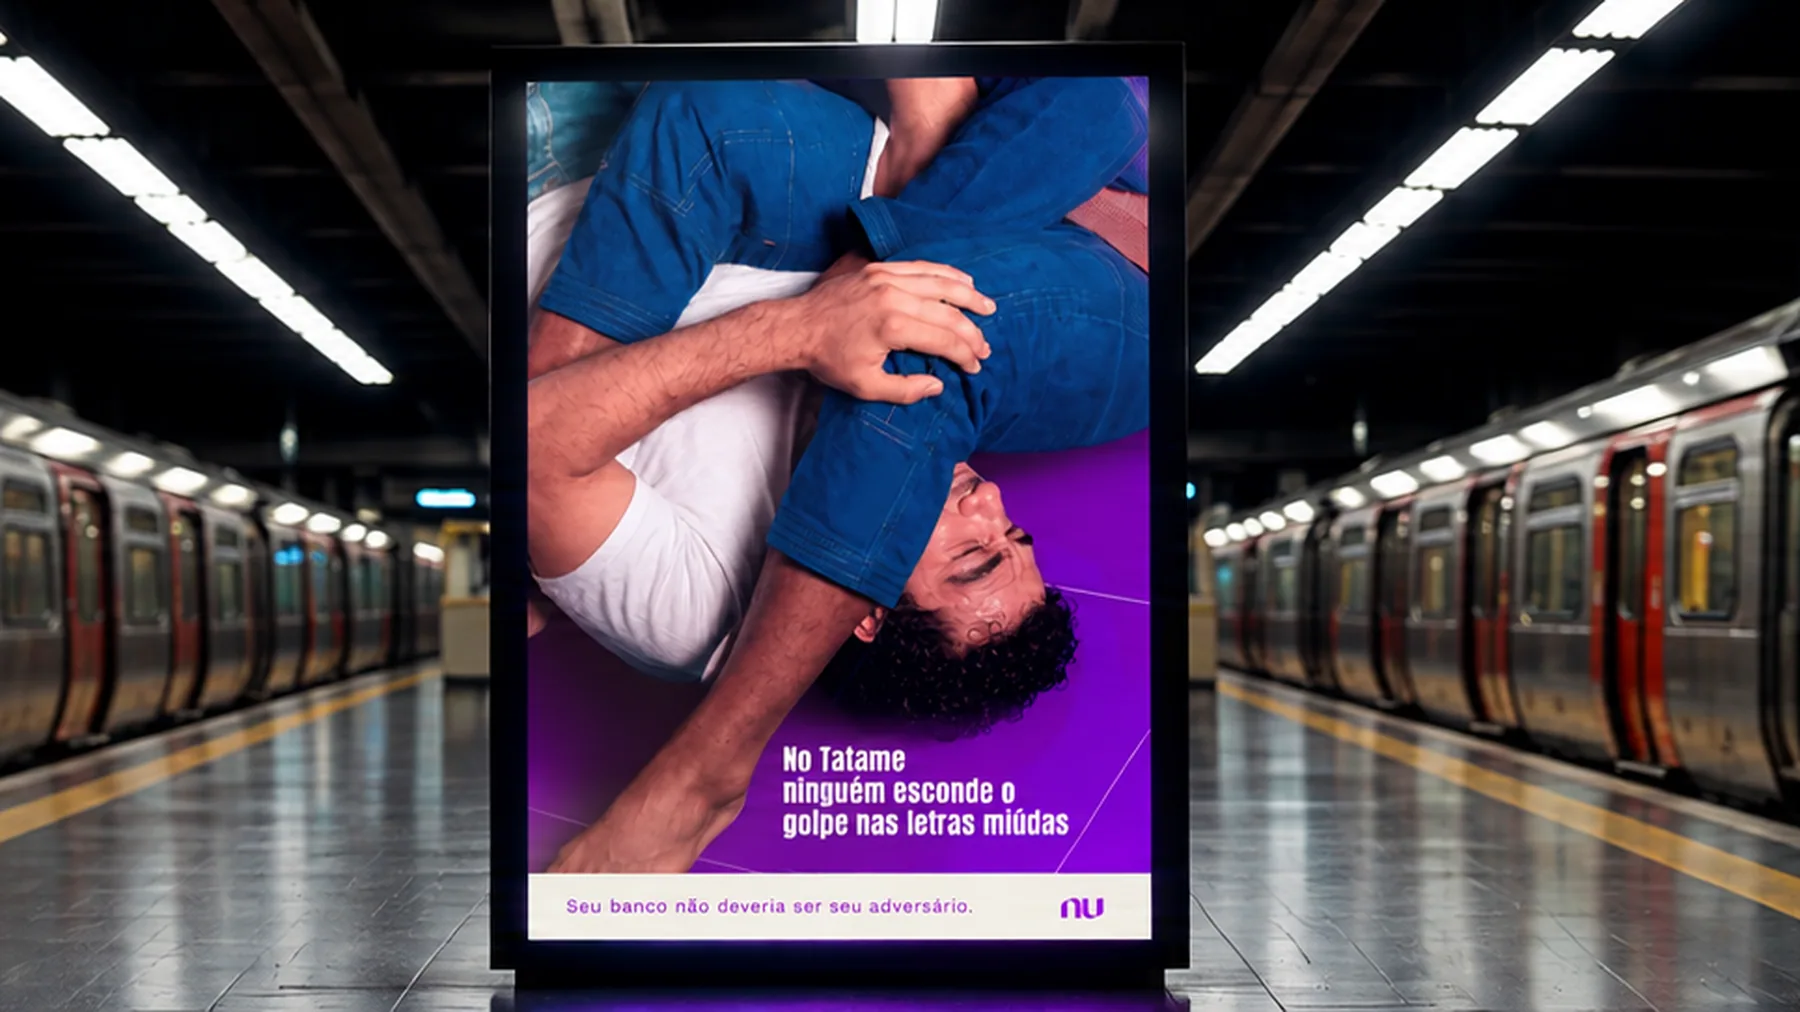 No Tatame
ninguém esconde o
golpe nas letras miúdas
Seu banco não deveria ser seu adversário.
nu